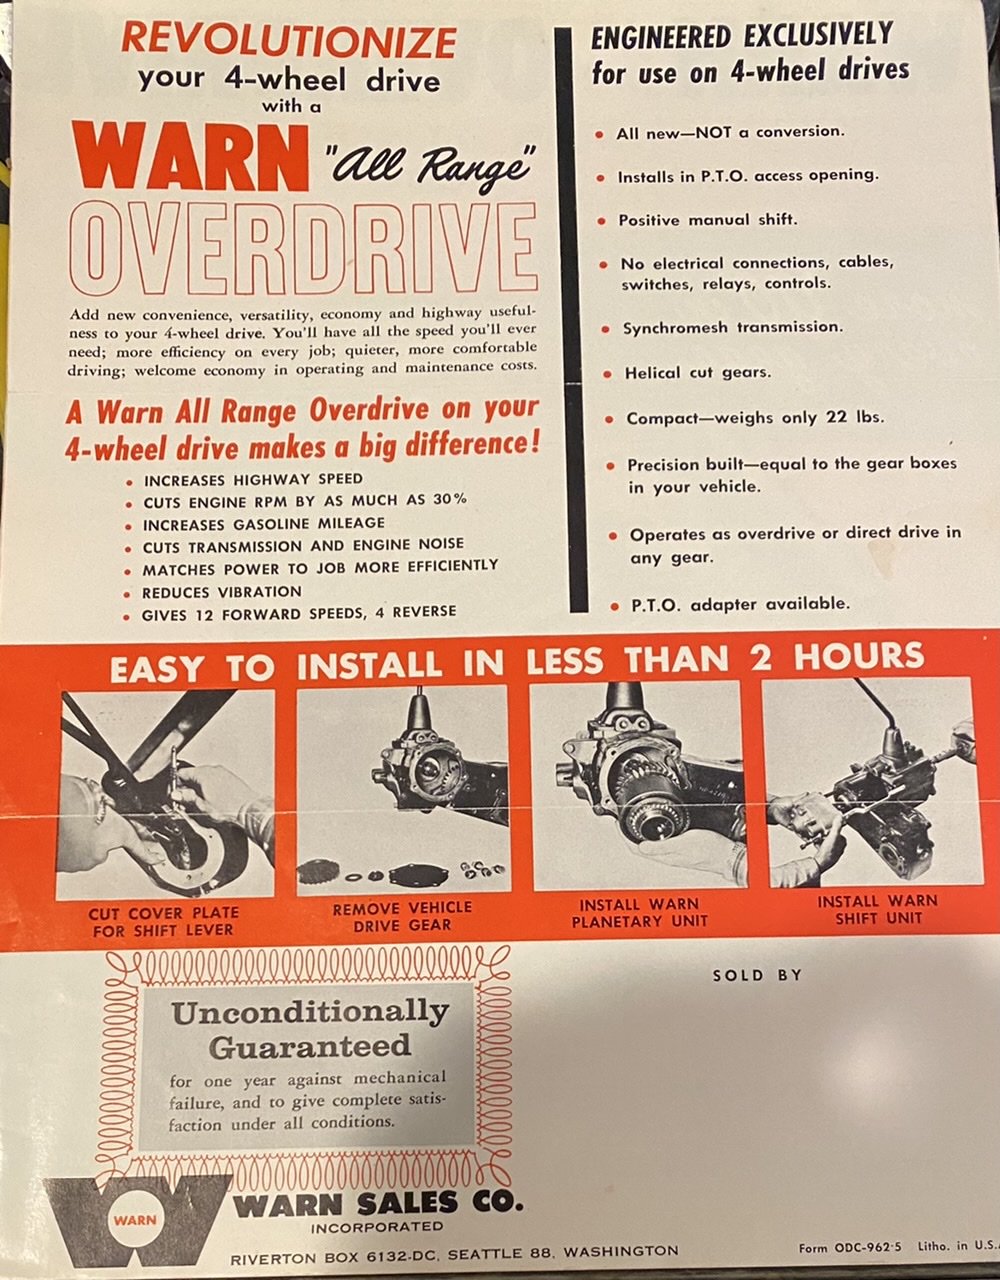 REVOLUTIONIZE
your 4-wheel drive
with a
WARN "All Range"
OVERDRIVE
Add new convenience, versatility, economy and highway useful-
ness to your 4-wheel drive. You'll have all the speed you'll ever
need; more efficiency on every job; quieter, more comfortable
driving; welcome economy in operating and maintenance costs.
A Warn All Range Overdrive on your
4-wheel drive makes a big difference!
• INCREASES HIGHWAY SPEED
• CUTS ENGINE RPM BY AS MUCH AS 30%
• INCREASES GASOLINE MILEAGE
• CUTS TRANSMISSION AND ENGINE NOISE
• MATCHES POWER TO JOB MORE EFFICIENTLY
• REDUCES VIBRATION
• GIVES 12 FORWARD SPEEDS, 4 REVERSE
ENGINEERED EXCLUSIVELY
for use on 4-wheel drives
• All new—NOT a conversion.
• Installs in P.T.O. access opening.
• Positive manual shift.
• No electrical connections, cables,
switches, relays, controls.
• Synchromesh transmission.
• Helical cut gears.
• Compact—weighs only 22 lbs.
• Precision built—equal to the gear boxes
in your vehicle.
• Operates as overdrive or direct drive in
any gear.
• P.T.O. adapter available.
EASY TO INSTALL IN LESS THAN 2 HOURS
CUT COVER PLATE
FOR SHIFT LEVER
REMOVE VEHICLE
DRIVE GEAR
INSTALL WARN
PLANETARY UNIT
INSTALL WARN
SHIFT UNIT
Unconditionally
Guaranteed
for one year against mechanical
failure, and to give complete satis-
faction under all conditions.
SOLD BY
WARN
WARN SALES CO.
INCORPORATED
RIVERTON BOX 6132-DC, SEATTLE 88, WASHINGTON
Form ODC-962-5 Litho. in U.S.